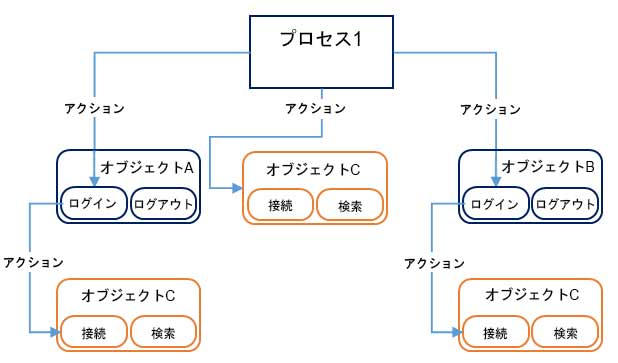 プロセス1
アクション
アクション
アクション
オブジェクトA
ログイン
ログアウト
オブジェクトC
接続
検索
オブジェクトB
ログイン
ログアウト
アクション
アクション
オブジェクトC
接続
検索
オブジェクトC
接続
検索